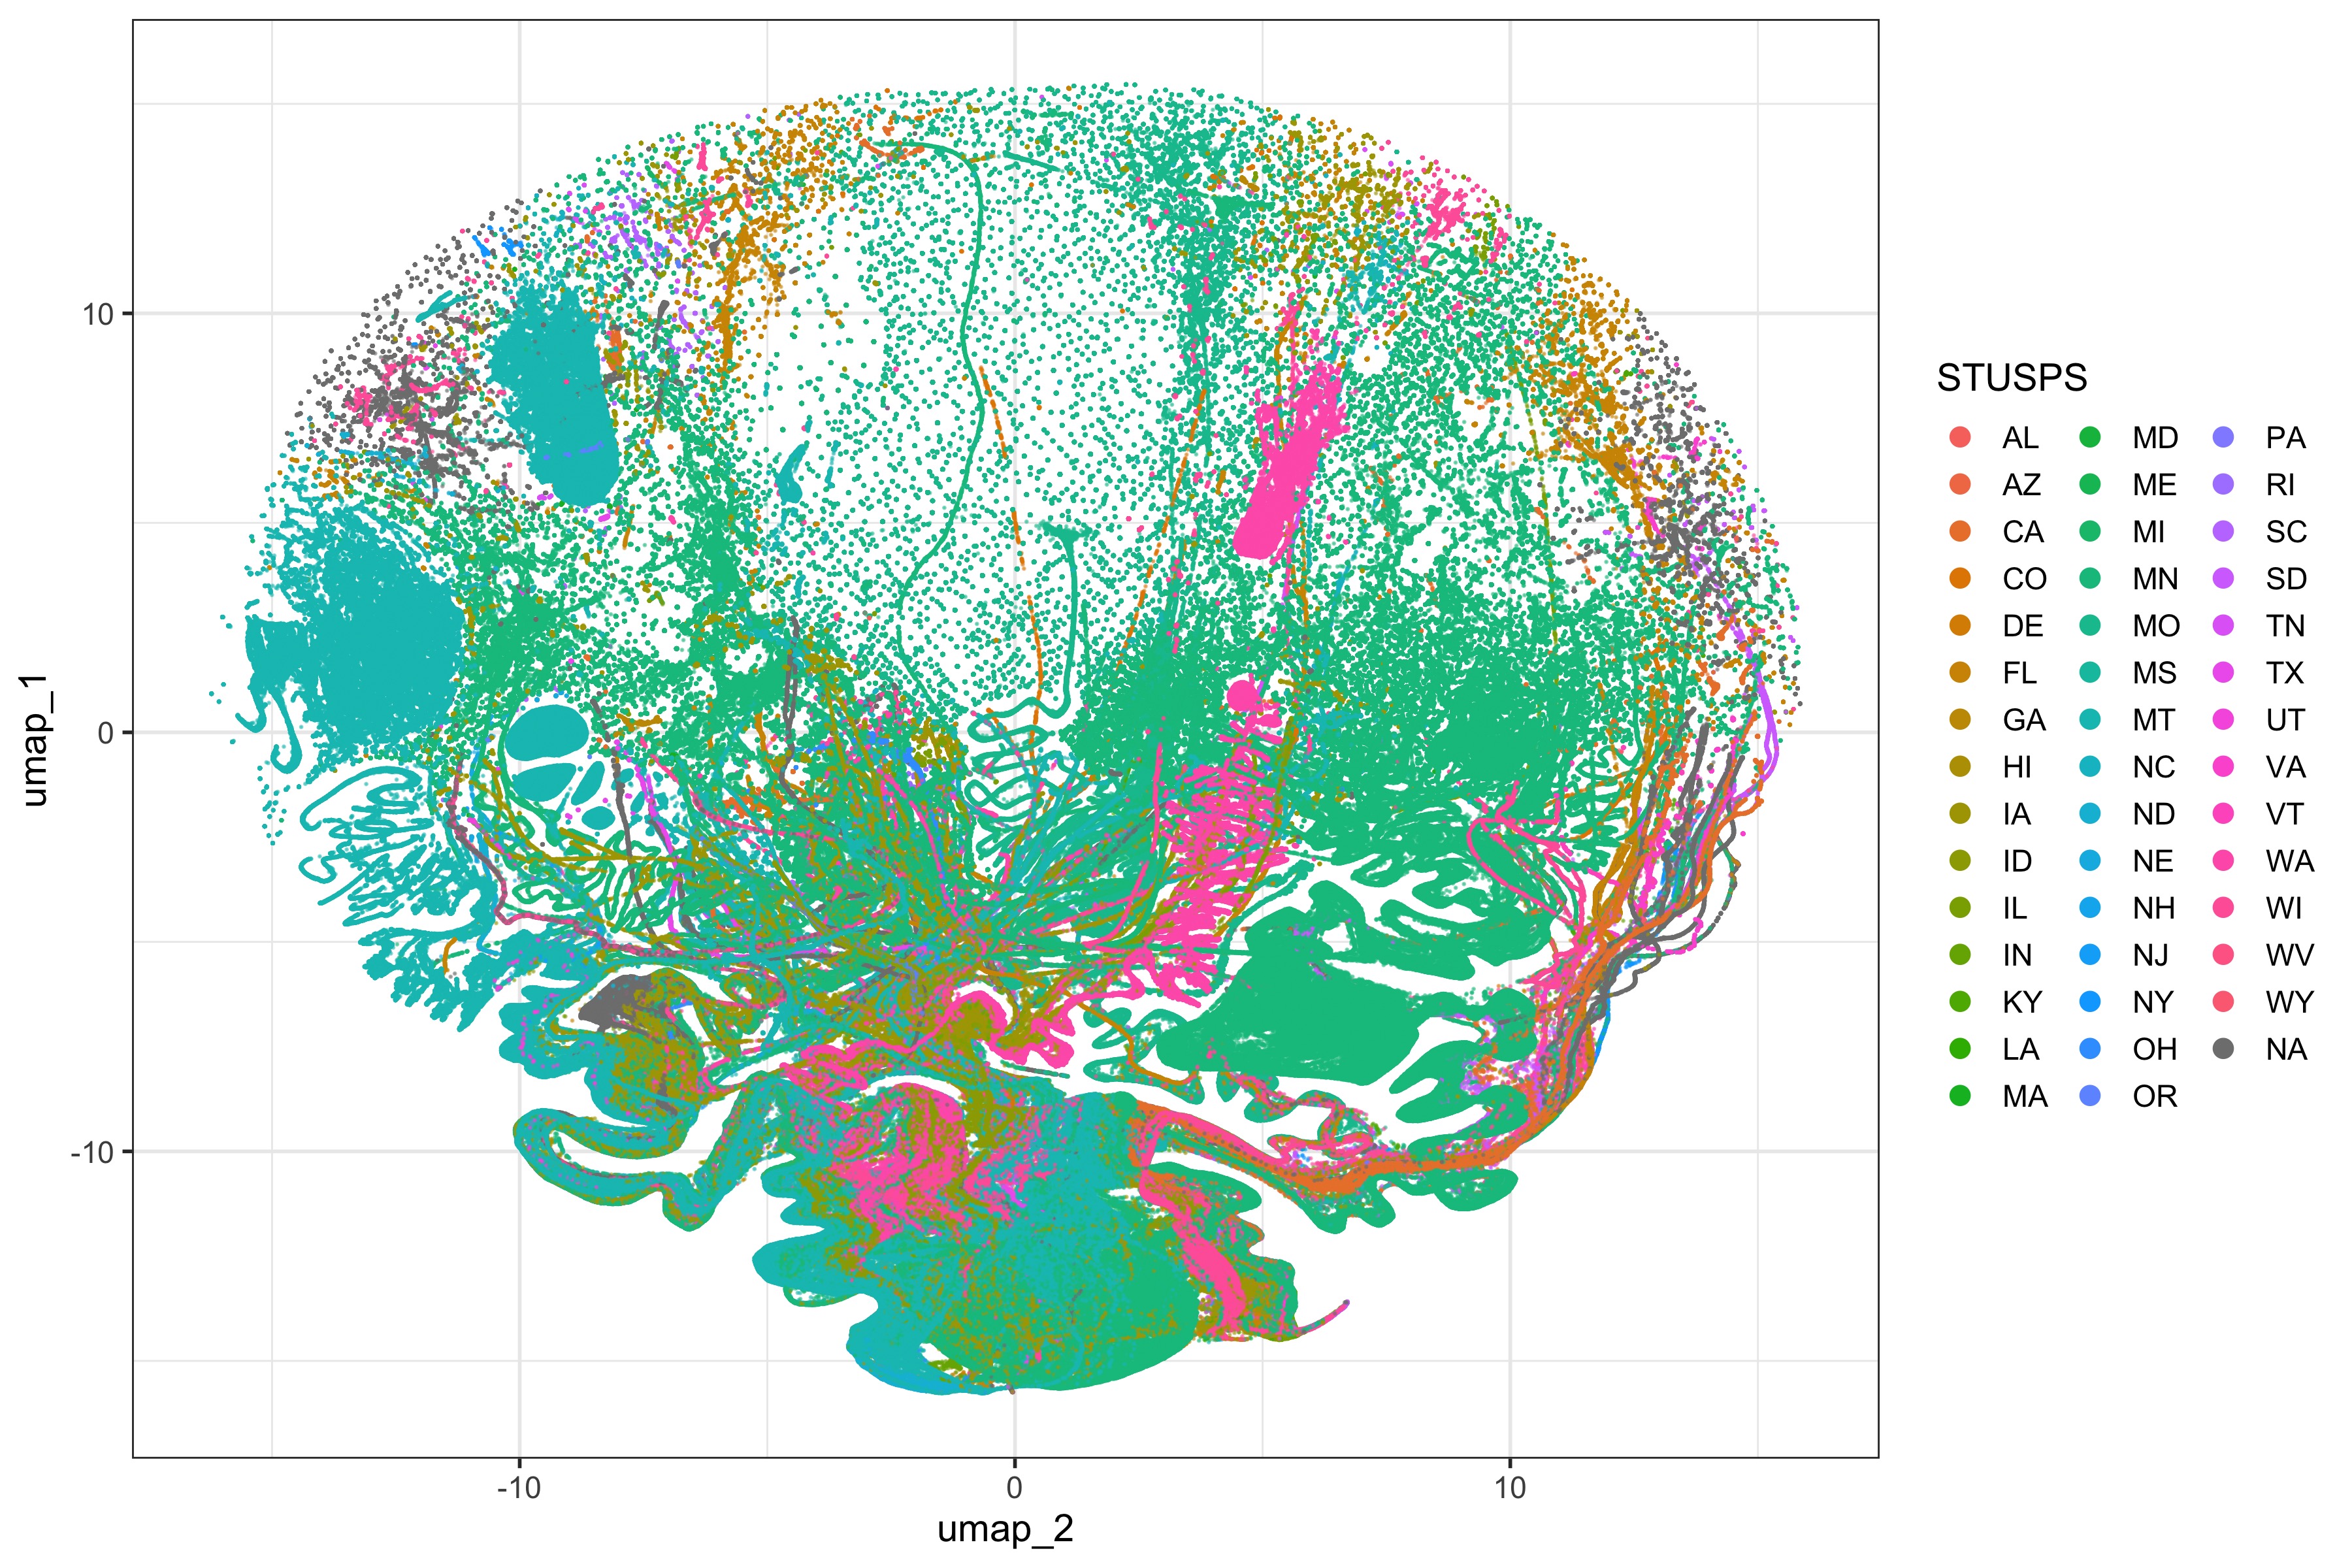 umap_1
10
0
-10
-10
0
10
umap_2
STUSPS
AL
AZ
CA
CO
DE
FL
GA
HI
IA
ID
IL
IN
KY
LA
MA
MD
ME
MI
MN
MO
MS
MT
NC
ND
NE
NH
NJ
NY
OH
OR
PA
RI
SC
SD
TN
TX
UT
VA
VT
WA
WI
WV
WY
NA